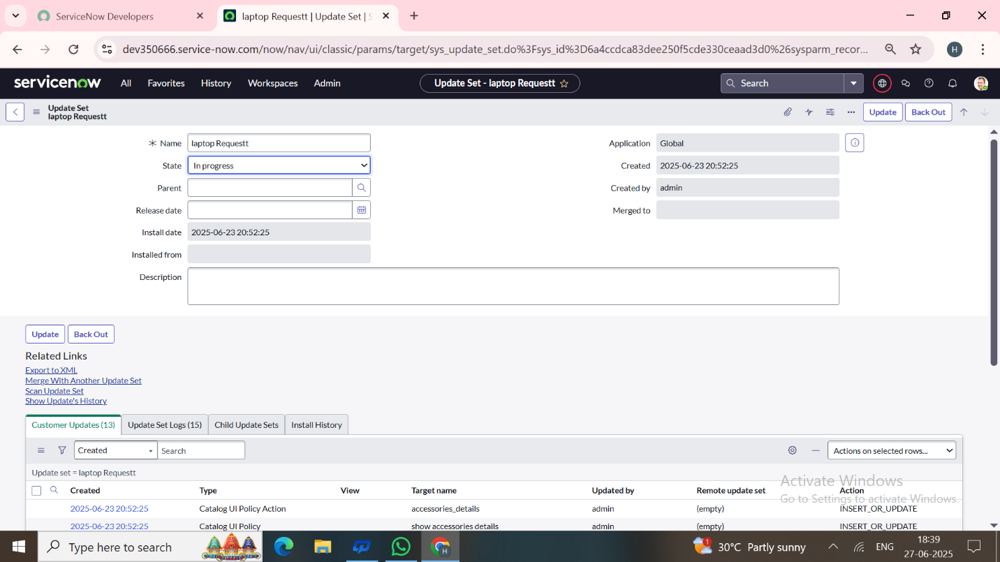 ServiceNow Developers
laptop Requestt | Update Set | S
dev350666.service-now.com/now/nav/ui/classic/params/target/sys_update_set.do%3Fsys_id%3D6a4ccdca83dee250f5cde330ceaad3d0%26sysparm_recor...
H
servicenow All Favorites History Workspaces Admin
Update Set - laptop Requestt
Search
Update Set
laptop Requestt
Update Back Out
Name laptop Requestt
Application Global
State In progress
Created 2025-06-23 20:52:25
Parent
Created by admin
Release date
Merged to
Install date 2025-06-23 20:52:25
Installed from
Description
Update Back Out
Related Links
Export to XML
Merge With Another Update Set
Scan Update Set
Show Update's History
Customer Updates (13) Update Set Logs (15) Child Update Sets Install History
Created Search Actions on selected rows...
Update set = laptop Requestt
Created Type View Target name Updated by Remote update set Action
2025-06-23 20:52:25 Catalog UI Policy Action accessories_details admin (empty) INSERT_OR_UPDATE
2025-06-23 20:52:25 Catalog UI Policy show accessories details admin (empty) INSERT_OR_UPDATE
Activate Windows
Go to Settings to activate Windows.
Type here to search
H
1
30°C Partly sunny
ENG
18:39
27-06-2025